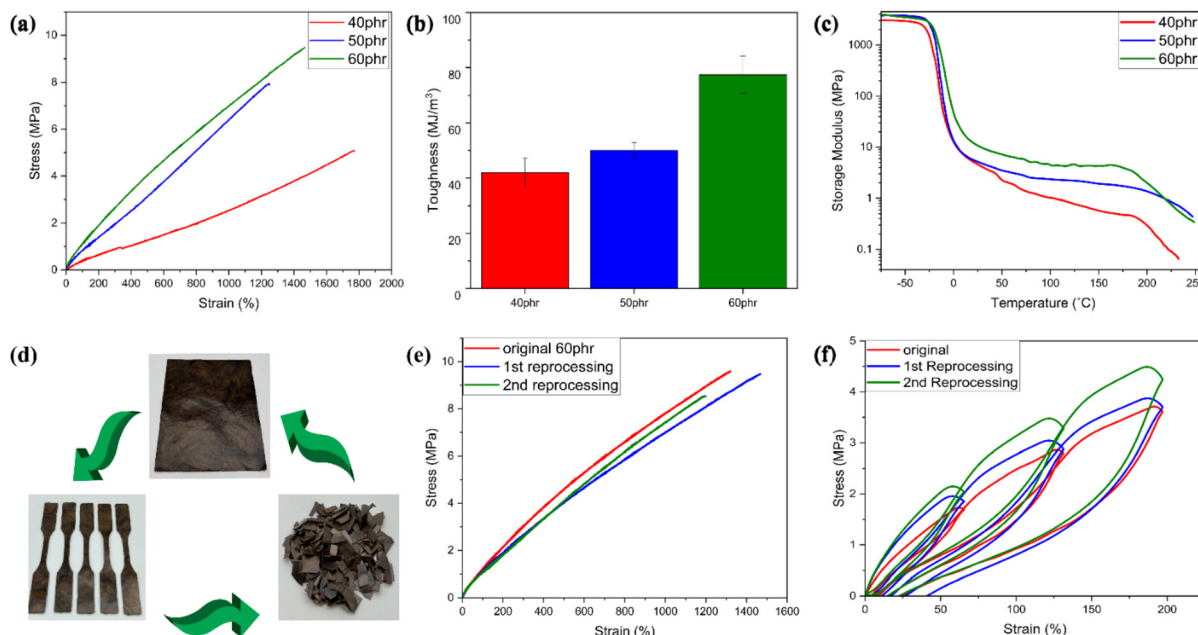 (a)
40phr
50phr
60phr
Stress (MPa)
10
8
6
4
2
0
0 200 400 600 800 1000 1200 1400 1600 1800 2000
Strain (%)
(b)
Toughness (MJ/m³)
100
80
60
40
20
0
40phr 50phr 60phr
(c)
40phr
50phr
60phr
Storage Modulus (MPa)
1000
100
10
1
0.1
-50 0 50 100 150 200 25
Temperature (˚C)
(d)
(e)
original 60phr
1st reprocessing
2nd reprocessing
Stress (MPa)
10
8
6
4
2
0
0 200 400 600 800 1000 1200 1400 1600
Strain (%)
(f)
original
1st Reprocessing
2nd Reprocessing
Stress (MPa)
5
4
3
2
1
0
0 50 100 150 200
Strain (%)